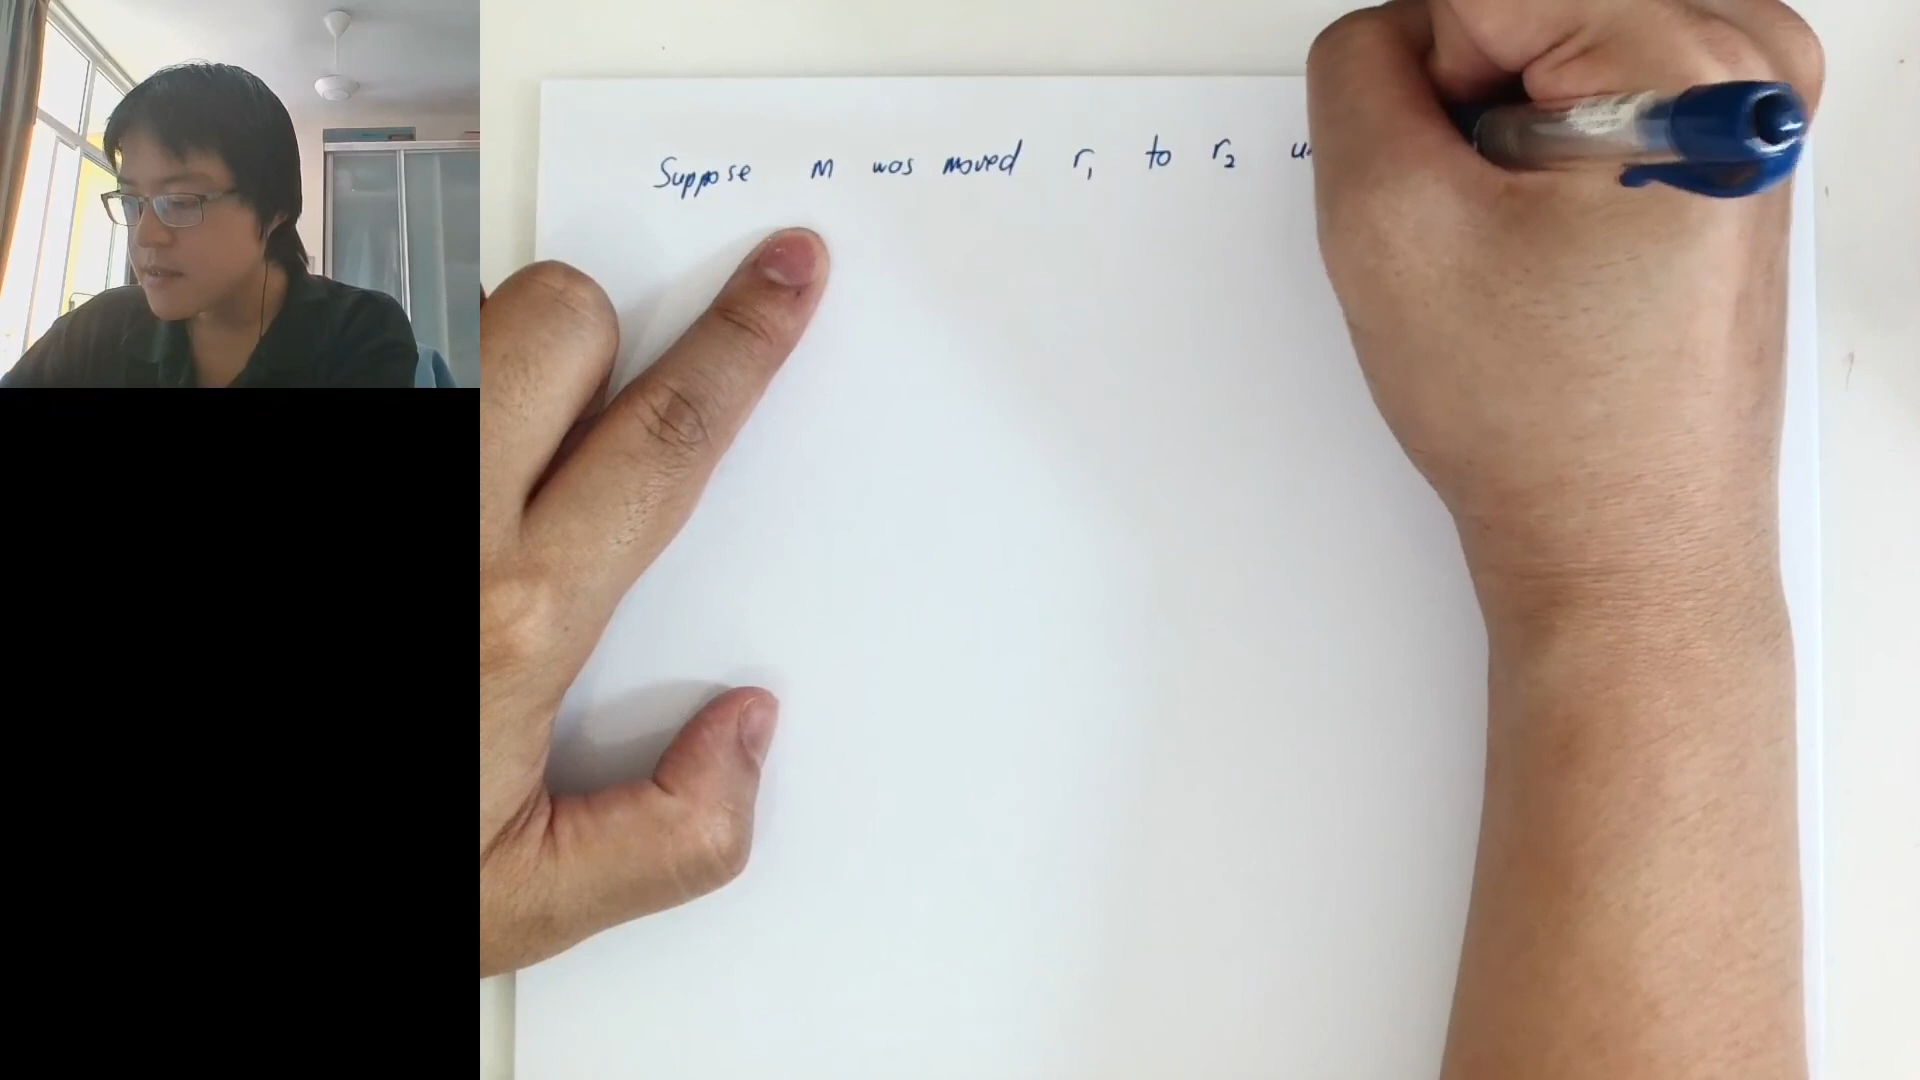 Suppose m was moved r₁ to r₂